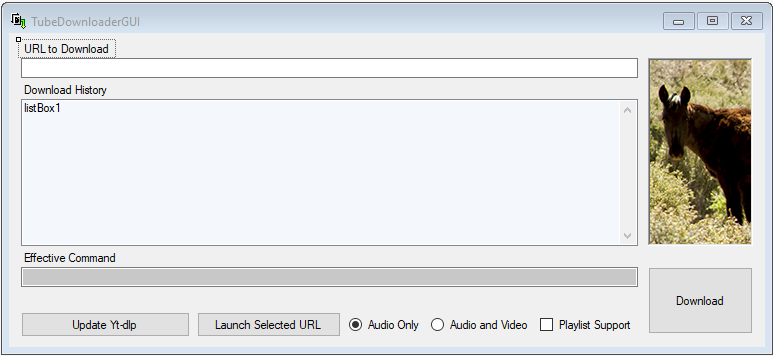 TubeDownloaderGUI
URL to Download
Download History
listBox1
Effective Command
Download
Update Yt-dlp
Launch Selected URL
Audio Only
Audio and Video
Playlist Support